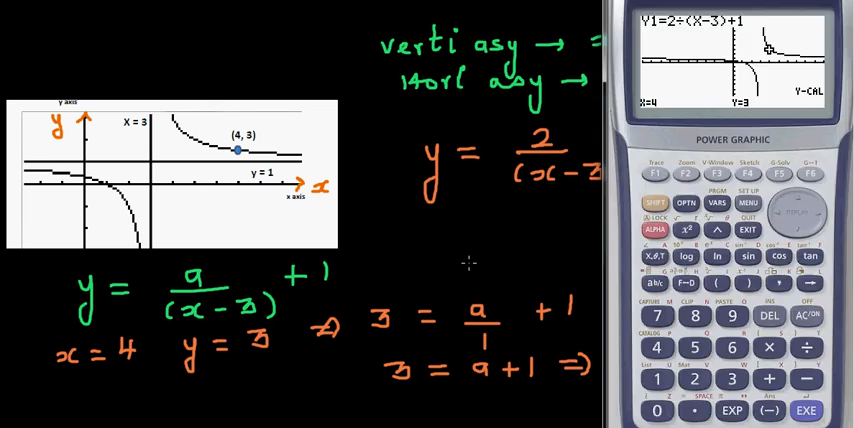 verti asy → =
Horl asy → 
y = 2 / (x - 3
y axis
y
X = 3
(4, 3)
y = 1
x
x axis
y = a / (x - 3) + 1
x = 4 y = 3 ⇒ 3 = a / 1 + 1
3 = a + 1 ⇒
Y1=2÷(X-3)+1
Y-CAL
X=4 Y=3
POWER GRAPHIC
Trace Zoom V-Window Sketch G-Solv G↔T
F1 F2 F3 F4 F5 F6
PRGM SET UP
SHIFT OPTN VARS MENU
REPLAY
A-LOCK √ QUIT
ALPHA x² ^ EXIT
X,θ,T log ln sin cos tan
a b/c F↔D ( ) , →
CAPTURE CLIP PASTE INS OFF
7 8 9 DEL AC/ON
CATALOG
4 5 6 × ÷
List Mat
1 2 3 + −
SPACE Ans
0 . EXP (−) EXE